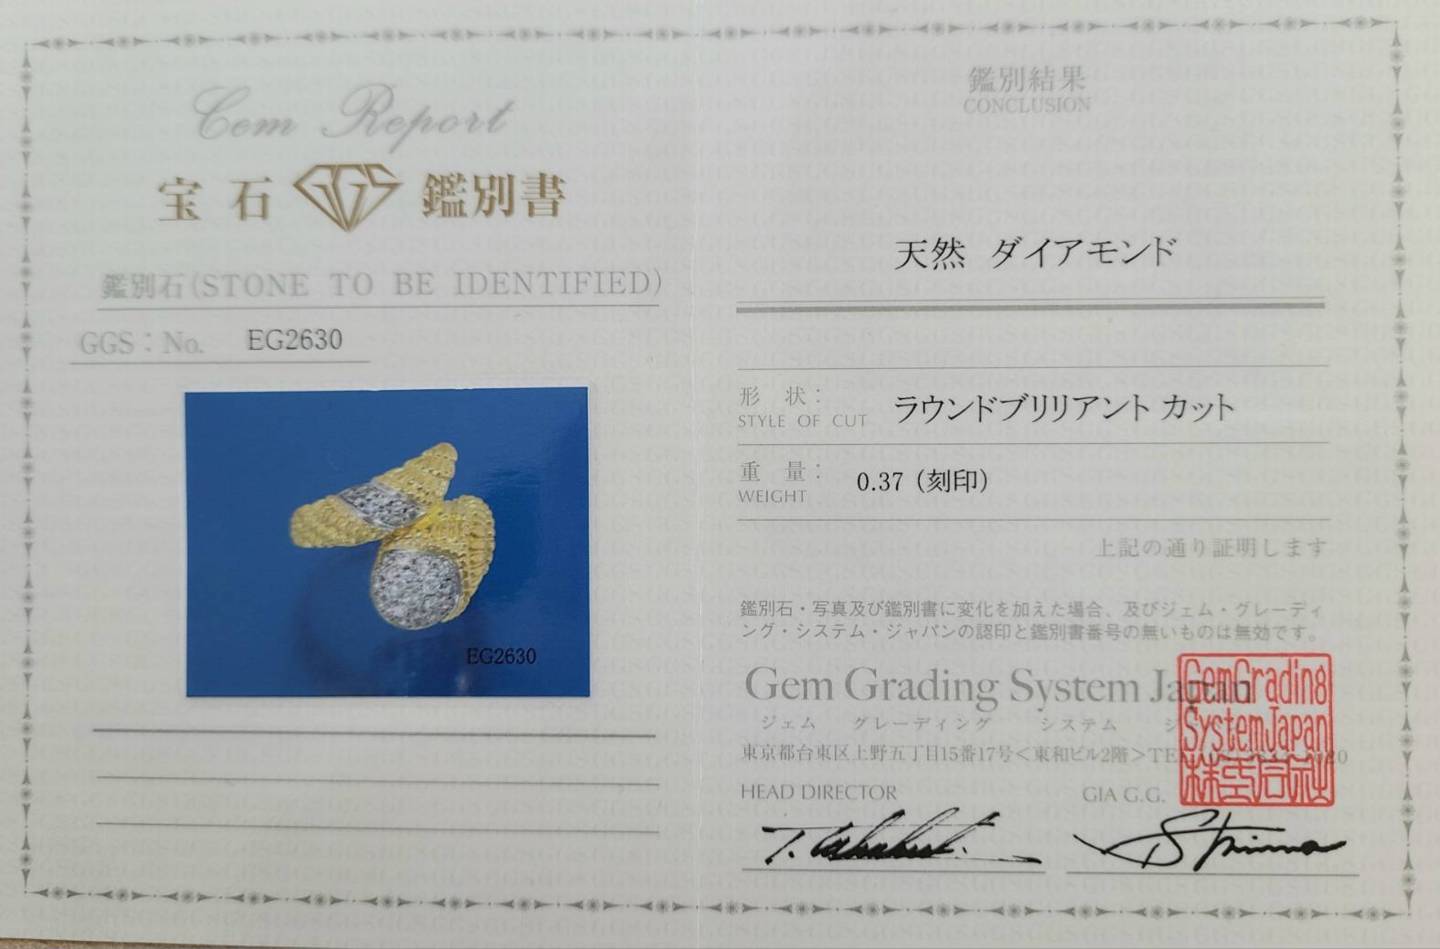 Gem Report
宝石 GGS 鑑別書
鑑別石(STONE TO BE IDENTIFIED)
GGS：No. EG2630
EG2630
鑑別結果
CONCLUSION
天然 ダイアモンド
形 状：
STYLE OF CUT ラウンドブリリアント カット
重 量：
WEIGHT 0.37 (刻印)
上記の通り証明します
鑑別石・写真及び鑑別書に変化を加えた場合、及びジェム・グレーディ
ング・システム・ジャパンの認印と鑑別書番号の無いものは無効です。
Gem Grading System Japan
ジェム グレーディング システム
東京都台東区上野五丁目15番17号<東和ビル2階>
HEAD DIRECTOR GIA G.G.
GemGrading
SystemJapan
株式会社